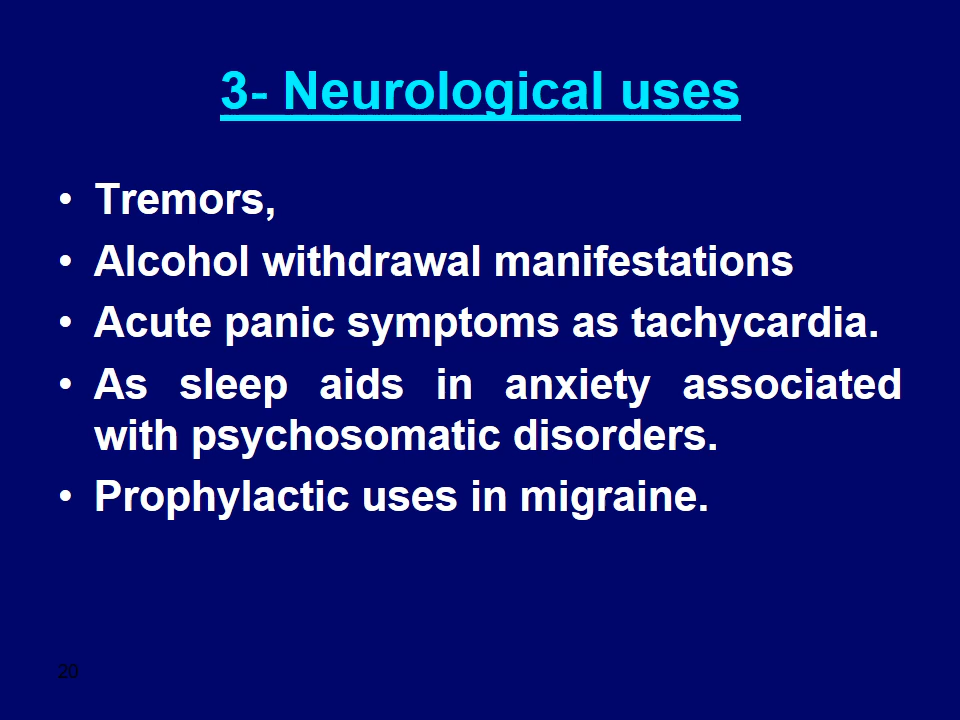 3- Neurological uses
• Tremors,
• Alcohol withdrawal manifestations
• Acute panic symptoms as tachycardia.
• As sleep aids in anxiety associated
with psychosomatic disorders.
• Prophylactic uses in migraine.
20